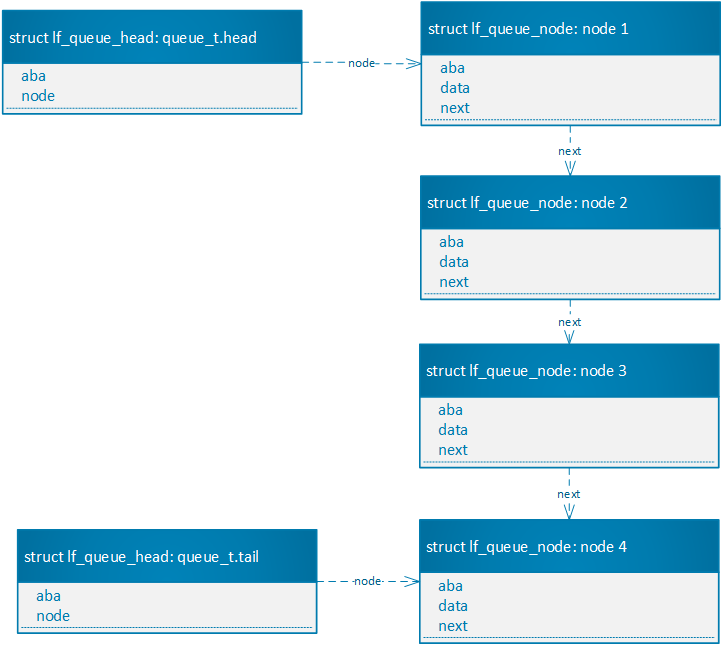 struct lf_queue_head: queue_t.head
aba
node
node
struct lf_queue_node: node 1
aba
data
next
next
struct lf_queue_node: node 2
aba
data
next
next
struct lf_queue_node: node 3
aba
data
next
next
struct lf_queue_head: queue_t.tail
aba
node
node
struct lf_queue_node: node 4
aba
data
next